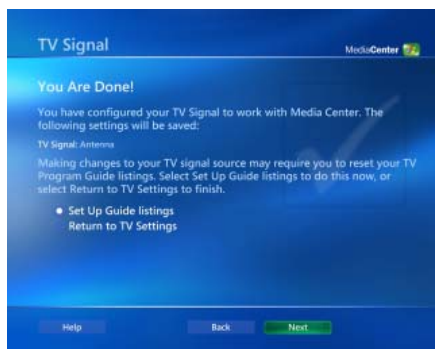 TV Signal
MediaCenter
You Are Done!
You have configured your TV Signal to work with Media Center. The
following settings will be saved:
TV Signal: Antenna
Making changes to your TV signal source may require you to reset your TV
Program Guide listings. Select Set Up Guide listings to do this now, or
select Return to TV Settings to finish.
Set Up Guide listings
Return to TV Settings
Help
Back
Next